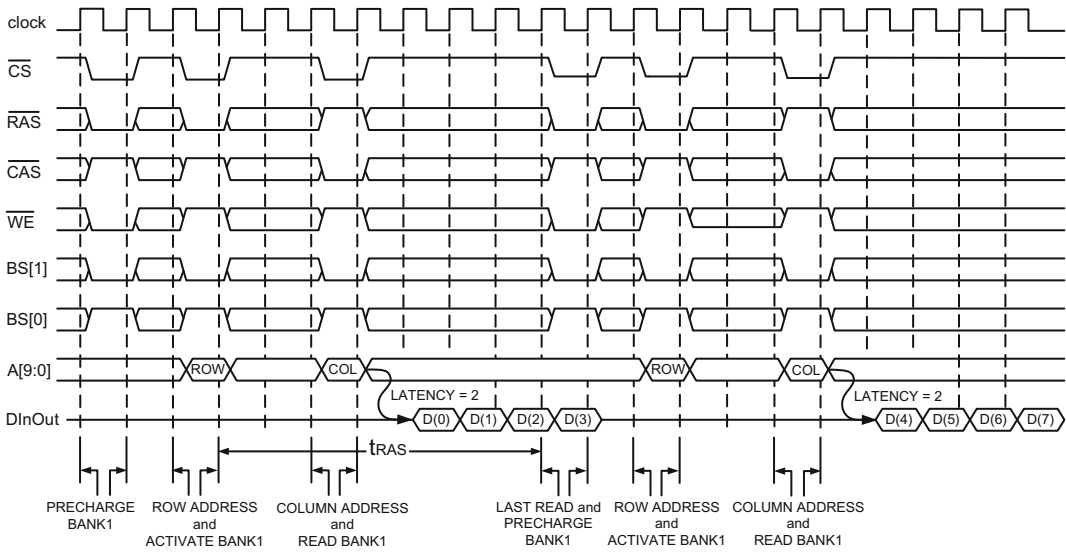 clock
CS
RAS
CAS
WE
BS[1]
BS[0]
A[9:0]
ROW
COL
ROW
COL
LATENCY = 2
LATENCY = 2
DInOut
D(0)
D(1)
D(2)
D(3)
D(4)
D(5)
D(6)
D(7)
tRAS
PRECHARGE
BANK1
ROW ADDRESS
and
ACTIVATE BANK1
COLUMN ADDRESS
and
READ BANK1
LAST READ and
PRECHARGE
BANK1
ROW ADDRESS
and
ACTIVATE BANK1
COLUMN ADDRESS
and
READ BANK1